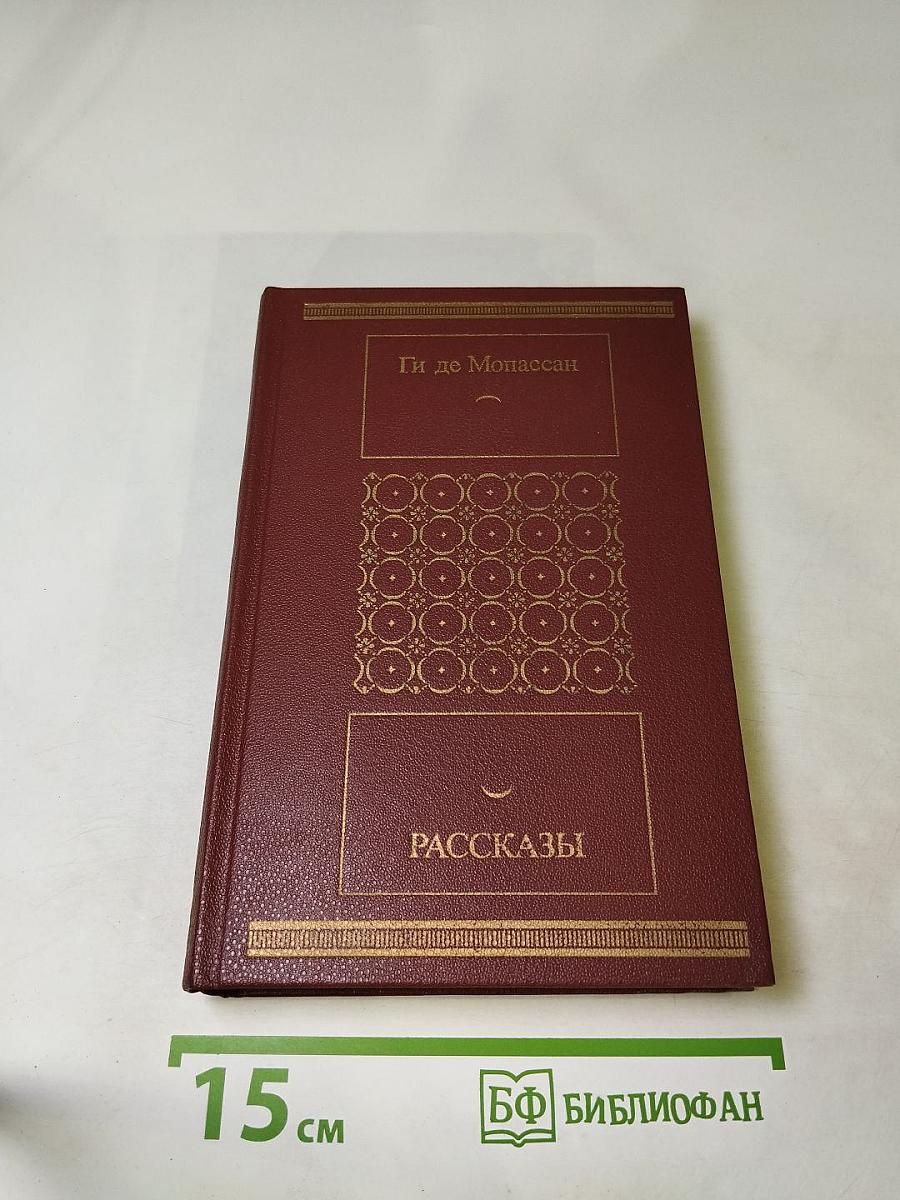 Ги де Мопассан
РАССКАЗЫ
15 см
БФ БИБЛИОФАН